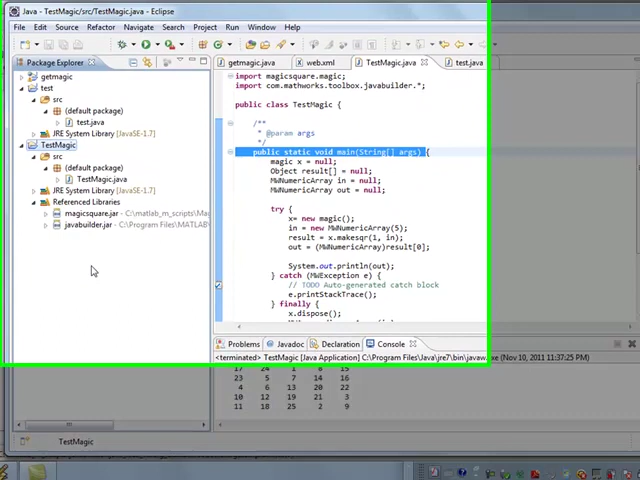 Java - TestMagic/src/TestMagic.java - Eclipse
File Edit Source Refactor Navigate Search Project Run Window Help
Package Explorer
getmagic
test
src
(default package)
test.java
JRE System Library [JavaSE-1.7]
TestMagic
src
(default package)
TestMagic.java
JRE System Library [JavaSE-1.7]
Referenced Libraries
magicsquare.jar - C:\matlab_m_scripts\Mag
javabuilder.jar - C:\Program Files\MATLAB\
getmagic.java web.xml TestMagic.java test.java
import magicsquare.magic;
import com.mathworks.toolbox.javabuilder.*;
public class TestMagic {
/**
* @param args
*/
public static void main(String[] args) {
magic x = null;
Object result[] = null;
MWNumericArray in = null;
MWNumericArray out = null;
try {
x= new magic();
in = new MWNumericArray(5);
result = x.makesqr(1, in);
out = (MWNumericArray)result[0];
System.out.println(out);
} catch (MWException e) {
// TODO Auto-generated catch block
e.printStackTrace();
} finally {
x.dispose();
Problems Javadoc Declaration Console
<terminated> TestMagic [Java Application] C:\Program Files\Java\jre7\bin\javaw.exe (Nov 10, 2011 11:37:25 PM)
17 24 1 8 15
23 5 7 14 16
4 6 13 20 22
10 12 19 21 3
11 18 25 2 9
TestMagic